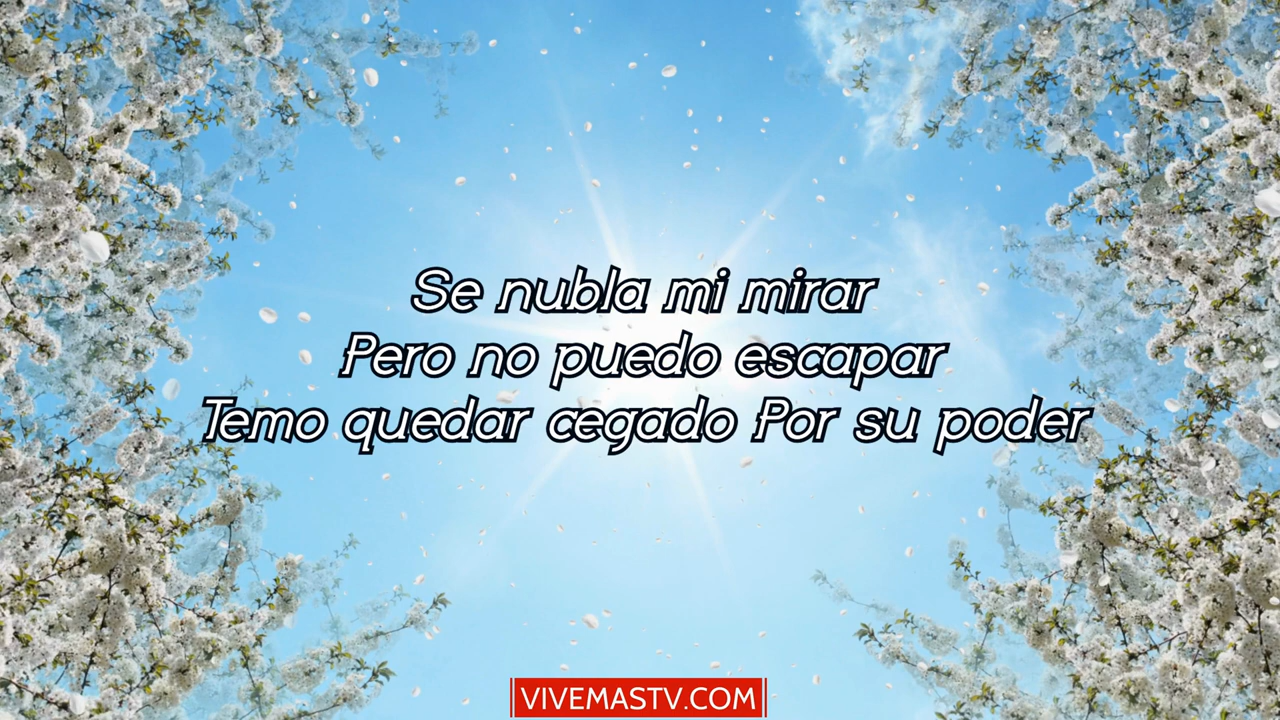 Se nubla mi mirar
Pero no puedo escapar
Temo quedar cegado Por su poder
VIVEMASTV.COM